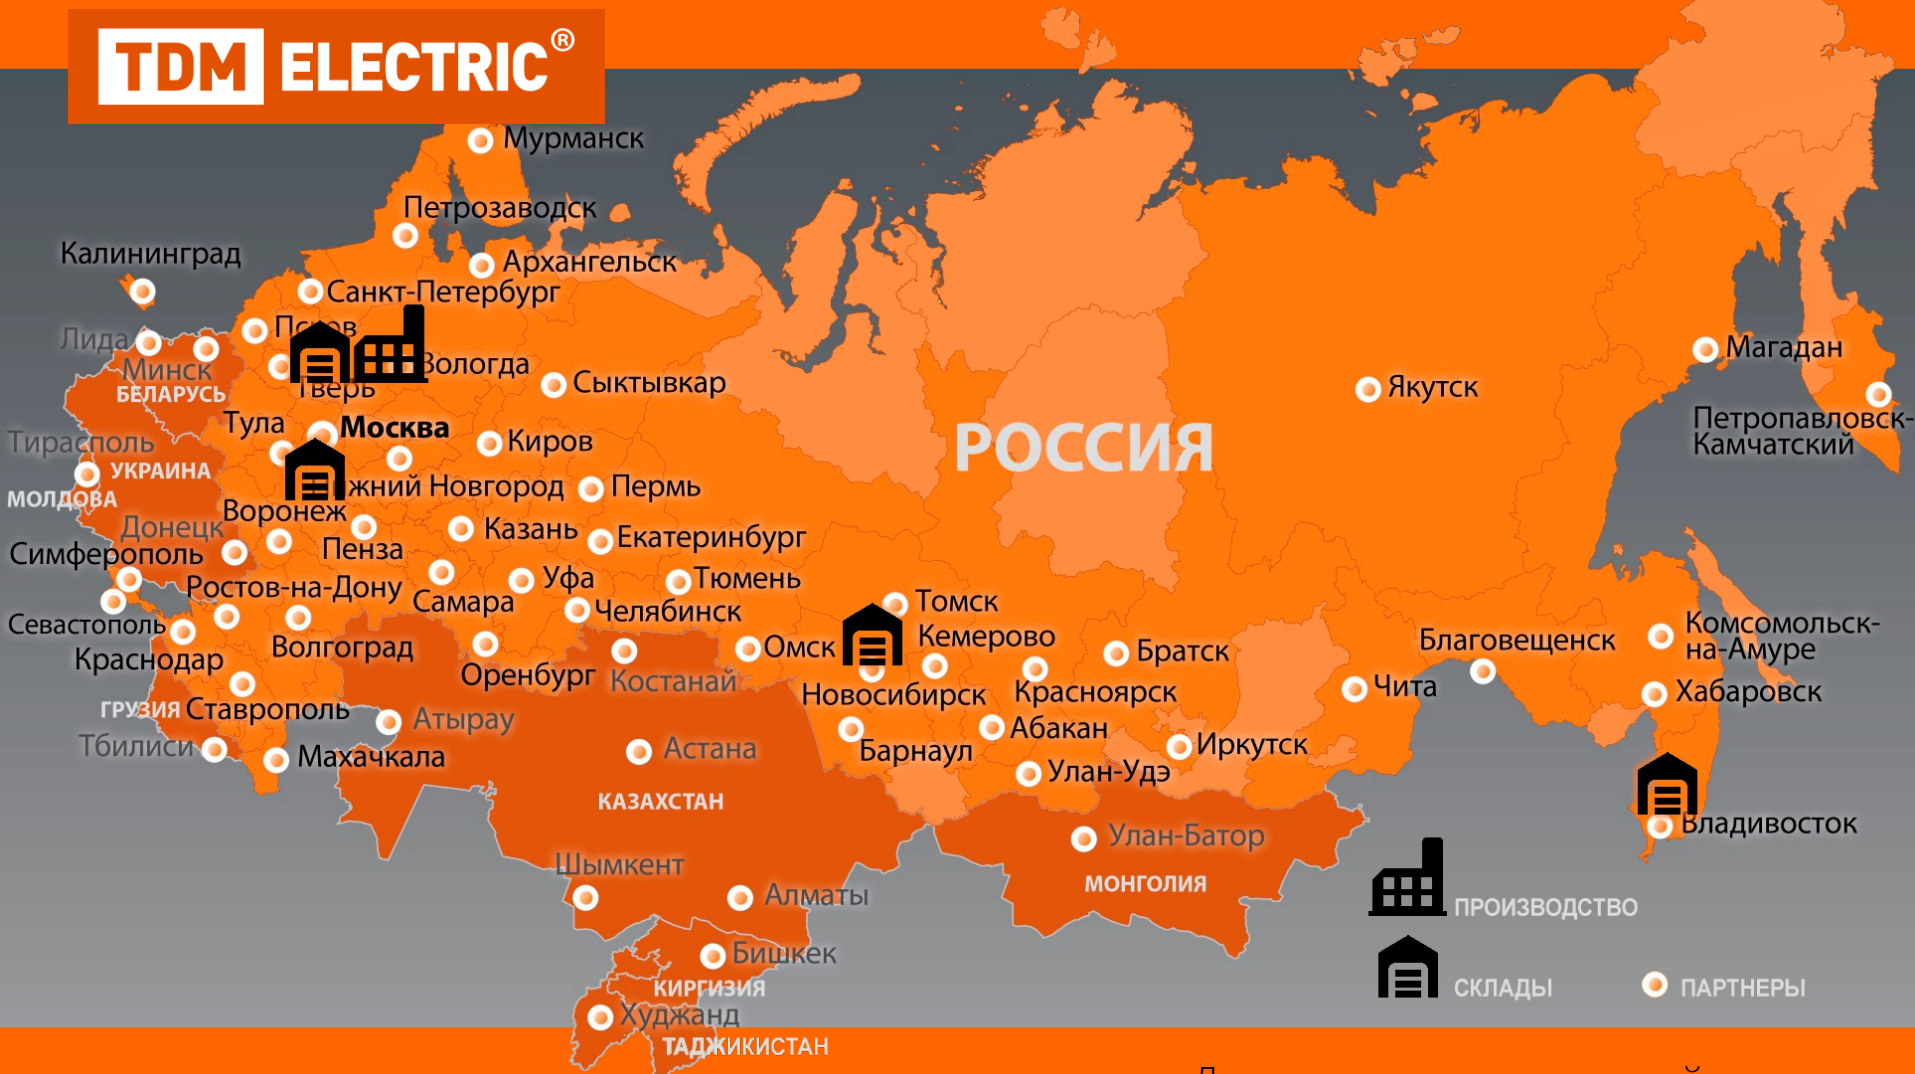 TDM ELECTRIC®
Мурманск
Петрозаводск
Калининград
Архангельск
Санкт-Петербург
Лида
Минск
Вологда
БЕЛАРУСЬ
Тверь
Сыктывкар
РОССИЯ
Якутск
Магадан
Петропавловск-
Камчатский
Тула
Москва
Киров
Тирасполь
УКРАИНА
МОЛДОВА
жний Новгород
Пермь
Воронеж
Донецк
Казань
Екатеринбург
Симферополь
Пенза
Ростов-на-Дону
Самара
Уфа
Тюмень
Челябинск
Севастополь
Краснодар
Волгоград
Оренбург
Костанай
Омск
Томск
Кемерово
Новосибирск
Красноярск
Братск
Чита
Благовещенск
Комсомольск-
на-Амуре
Хабаровск
ГРУЗИЯ
Ставрополь
Тбилиси
Махачкала
Атырау
Астана
КАЗАХСТАН
Барнаул
Абакан
Улан-Удэ
Иркутск
Владивосток
Улан-Батор
МОНГОЛИЯ
Шымкент
Алматы
Бишкек
КИРГИЗИЯ
Худжанд
ТАДЖИКИСТАН
ПРОИЗВОДСТВО
СКЛАДЫ
ПАРТНЕРЫ